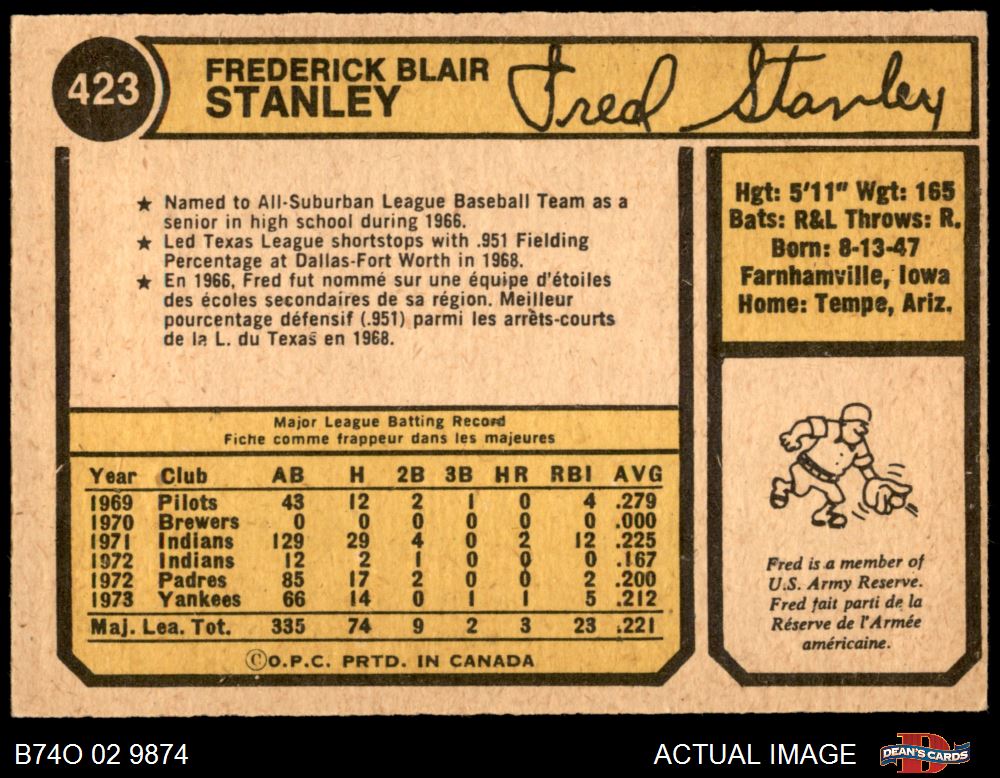 423
FREDERICK BLAIR
STANLEY
Fred Stanley
★ Named to All-Suburban League Baseball Team as a
senior in high school during 1966.
★ Led Texas League shortstops with .951 Fielding
Percentage at Dallas-Fort Worth in 1968.
★ En 1966, Fred fut nommé sur une équipe d'étoiles
des écoles secondaires de sa région. Meilleur
pourcentage défensif (.951) parmi les arrêts-courts
de la L. du Texas en 1968.
Hgt: 5'11" Wgt: 165
Bats: R&L Throws: R.
Born: 8-13-47
Farnhamville, Iowa
Home: Tempe, Ariz.
Major League Batting Record
Fiche comme frappeur dans les majeures
Year Club AB H 2B 3B HR RBI AVG
1969 Pilots 43 12 2 1 0 4 .279
1970 Brewers 0 0 0 0 0 0 .000
1971 Indians 129 29 4 0 2 12 .225
1972 Indians 12 2 1 0 0 0 .167
1972 Padres 85 17 2 0 0 2 .200
1973 Yankees 66 14 0 1 1 5 .212
Maj. Lea. Tot. 335 74 9 2 3 23 .221
©O.P.C. PRTD. IN CANADA
Fred is a member of
U.S. Army Reserve.
Fred fait parti de la
Réserve de l'Armée
américaine.
B74O 02 9874
ACTUAL IMAGE
DEAN'S CARDS